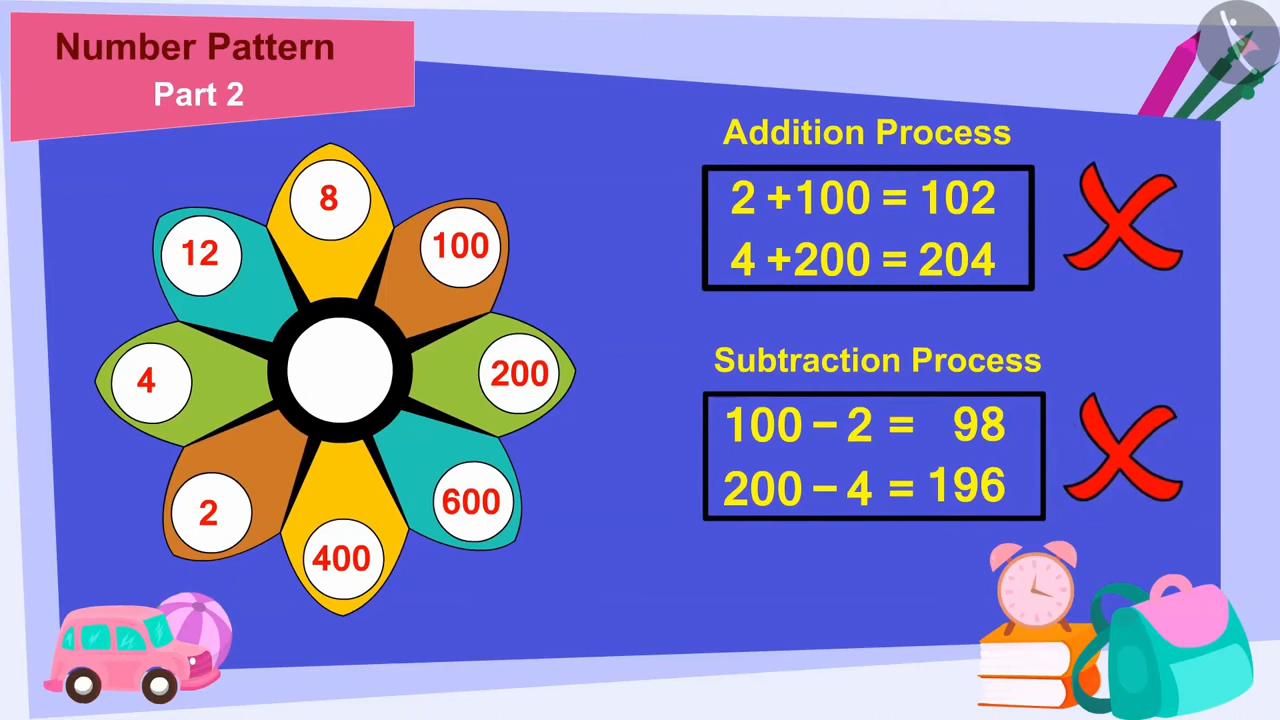 Number Pattern
Part 2
8
12
100
4
200
2
600
400
Addition Process
2 +100 = 102
4 +200 = 204
Subtraction Process
100 – 2 = 98
200 – 4 = 196